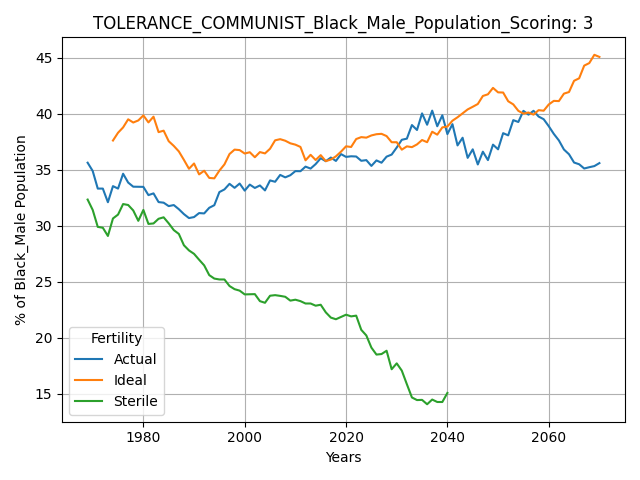 TOLERANCE_COMMUNIST_Black_Male_Population_Scoring: 3
45
40
35
30
25
20
15
% of Black_Male Population
Fertility
Actual
Ideal
Sterile
1980 2000 2020 2040 2060
Years